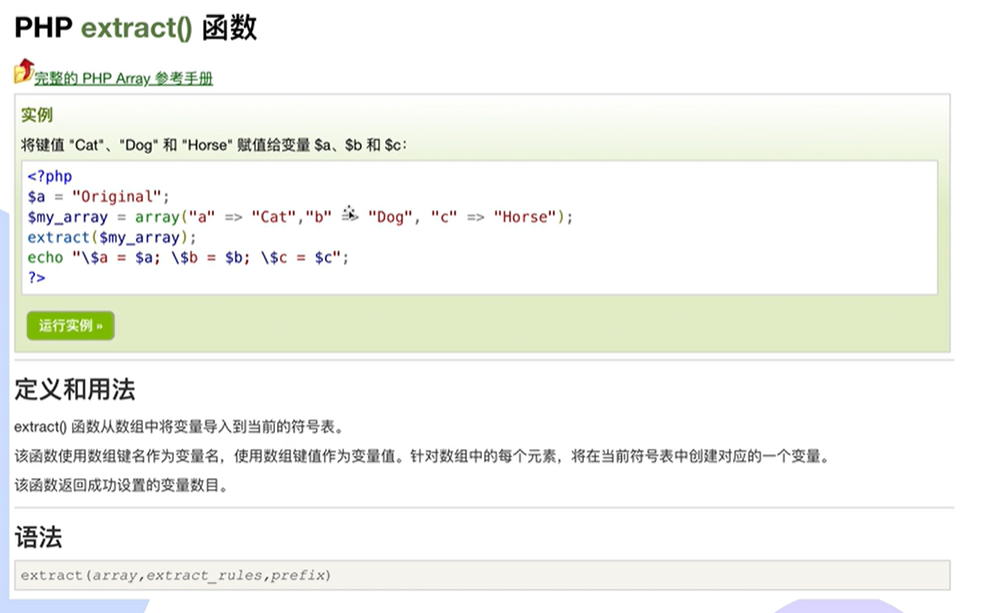 PHP extract() 函数
完整的 PHP Array 参考手册
实例
将键值 "Cat"、"Dog" 和 "Horse" 赋值给变量 $a、$b 和 $c：
<?php
$a = "Original";
$my_array = array("a" => "Cat","b" => "Dog", "c" => "Horse");
extract($my_array);
echo "\$a = $a; \$b = $b; \$c = $c";
?>
运行实例 »
定义和用法
extract() 函数从数组中将变量导入到当前的符号表。
该函数使用数组键名作为变量名，使用数组键值作为变量值。针对数组中的每个元素，将在当前符号表中创建对应的一个变量。
该函数返回成功设置的变量数目。
语法
extract(array,extract_rules,prefix)